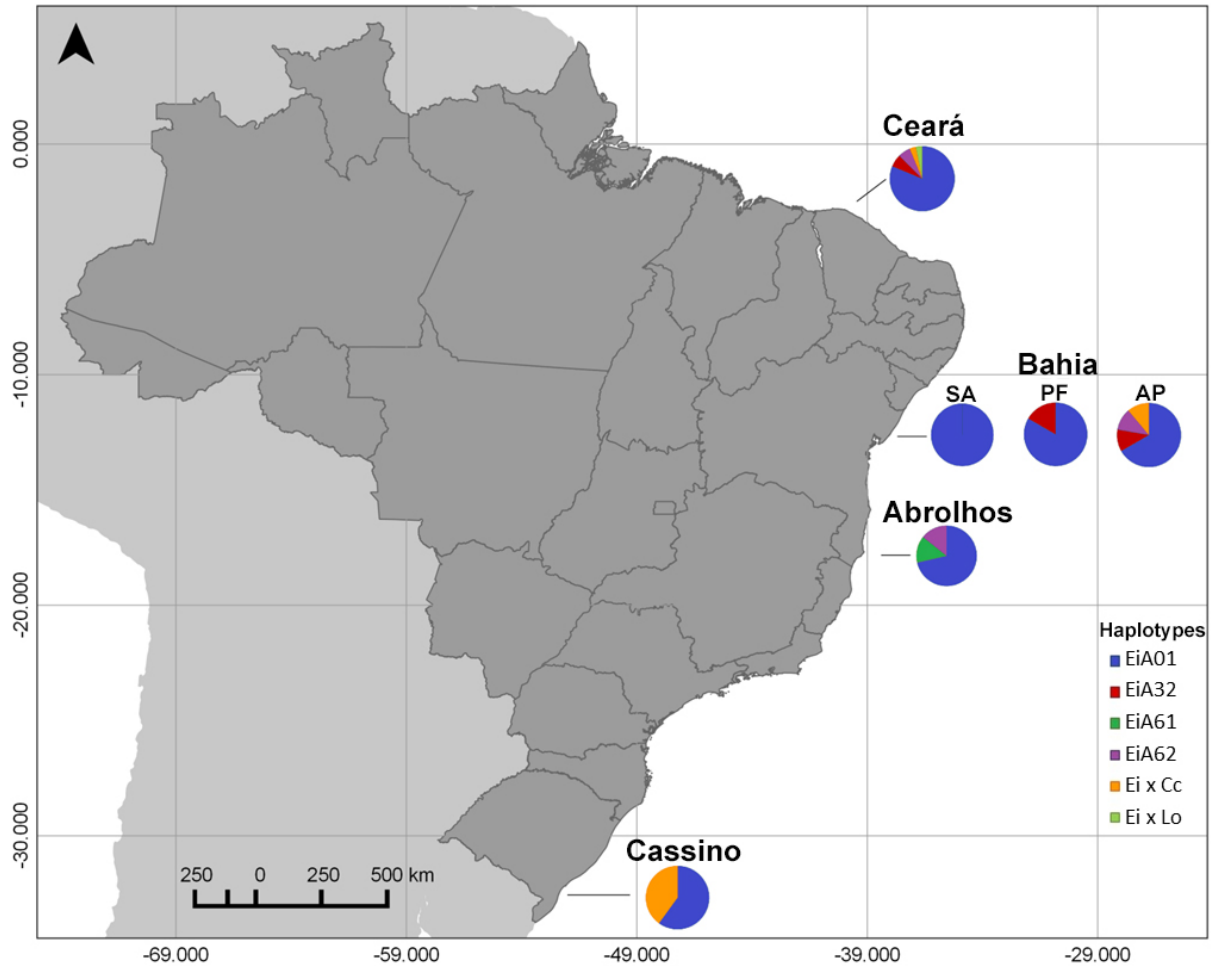 Ceará
0.000
-10.000
Bahia
SA PF AP
Abrolhos
-20.000
Haplotypes
EiA01
EiA32
EiA61
EiA62
Ei x Cc
Ei x Lo
-30.000
Cassino
250 0 250 500 km
-69.000 -59.000 -49.000 -39.000 -29.000